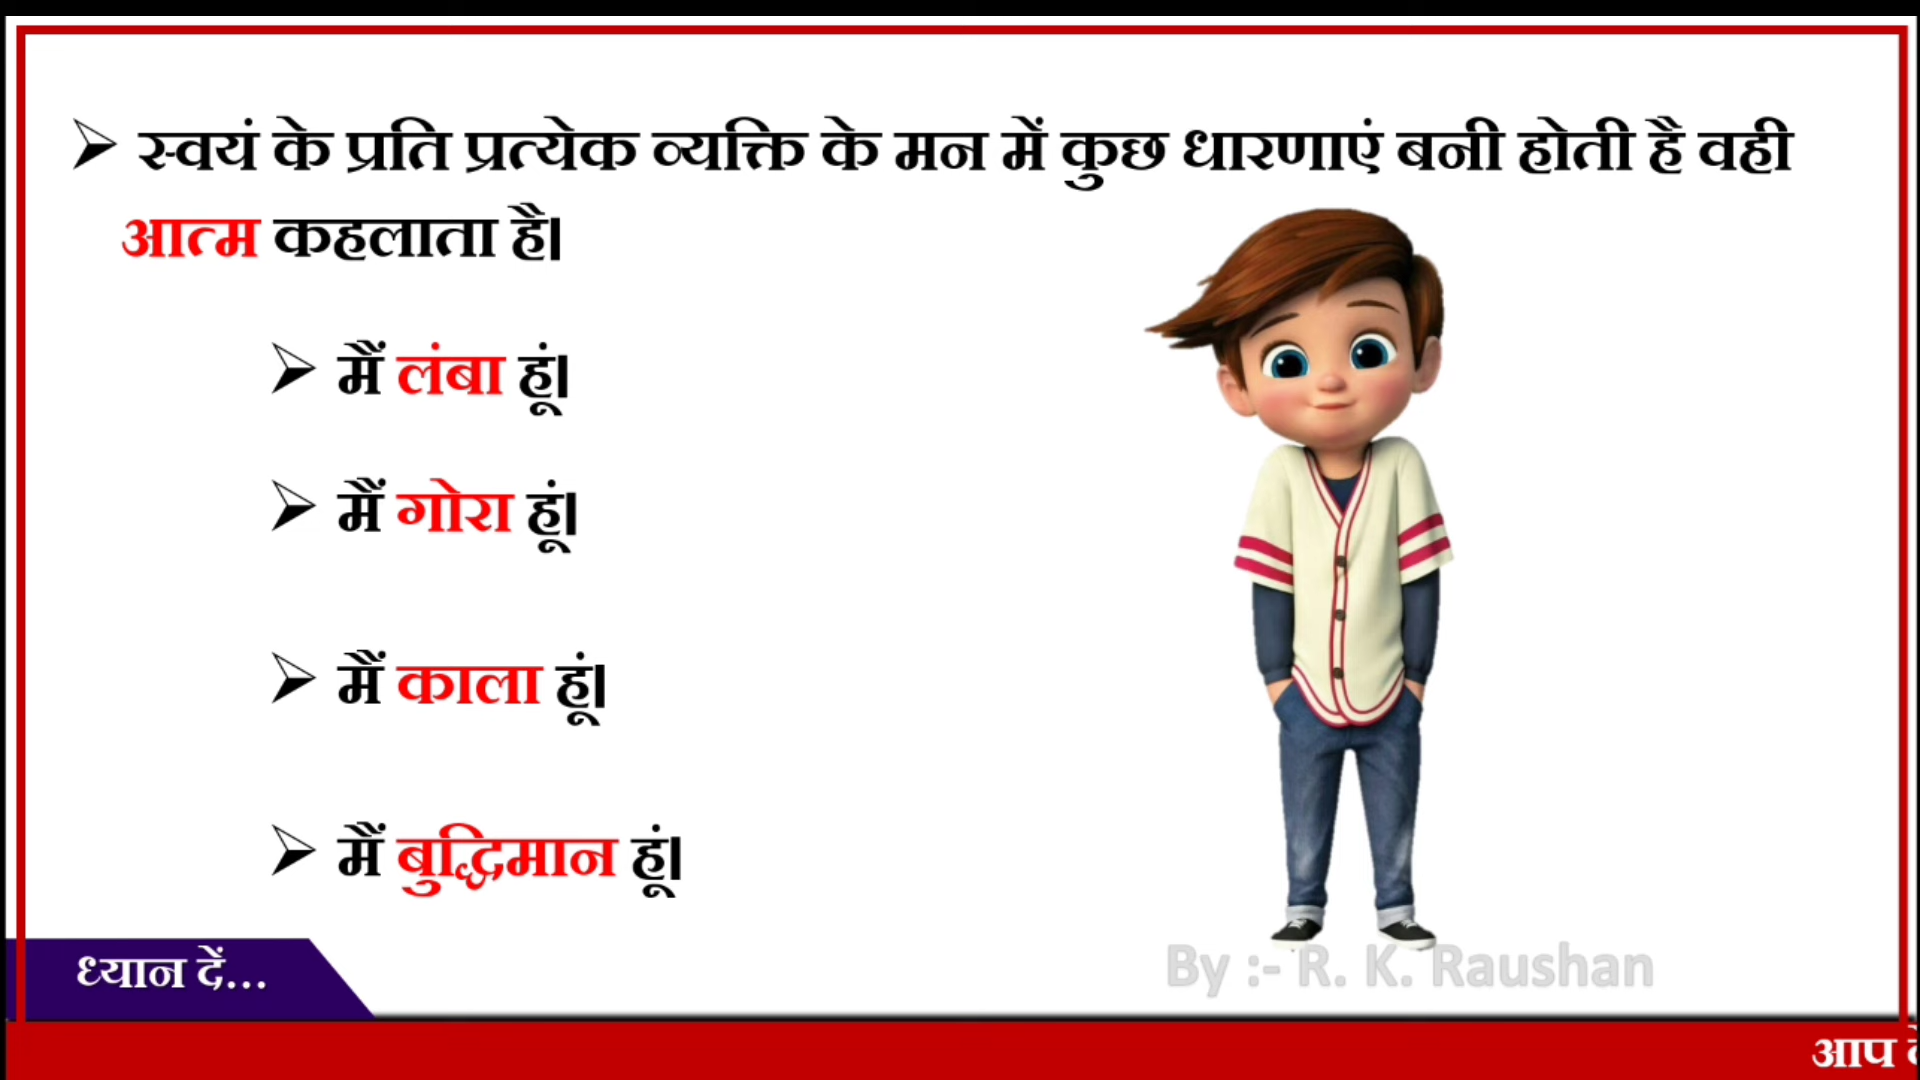 स्वयं के प्रति प्रत्येक व्यक्ति के मन में कुछ धारणाएं बनी होती है वही
आत्म कहलाता है।
मैं लंबा हूं।
मैं गोरा हूं।
मैं काला हूं।
मैं बुद्धिमान हूं।
ध्यान दें...
By :- R. K. Raushan
आप